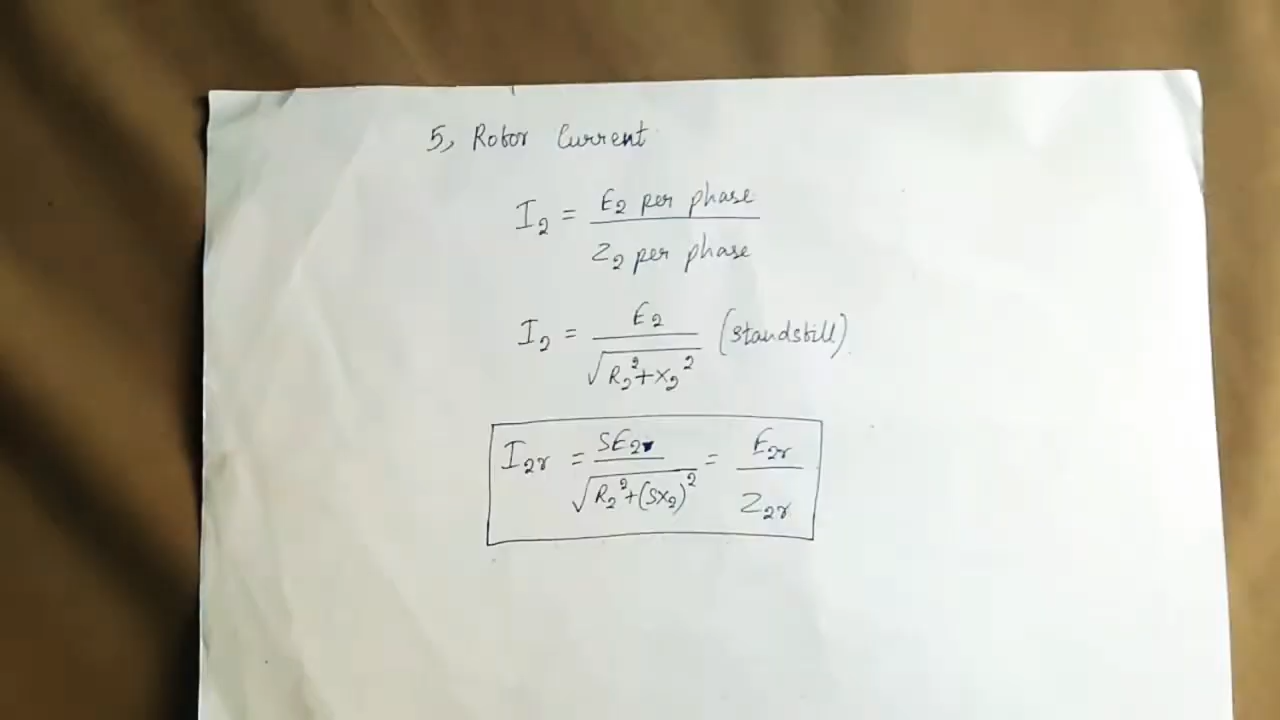 5, Rotor Current
I₂ = E₂ per phase / Z₂ per phase
I₂ = E₂ / √(R₂² + X₂²) (standstill)
I₂r = SE₂ / √(R₂² + (SX₂)²) = E₂r / Z₂r